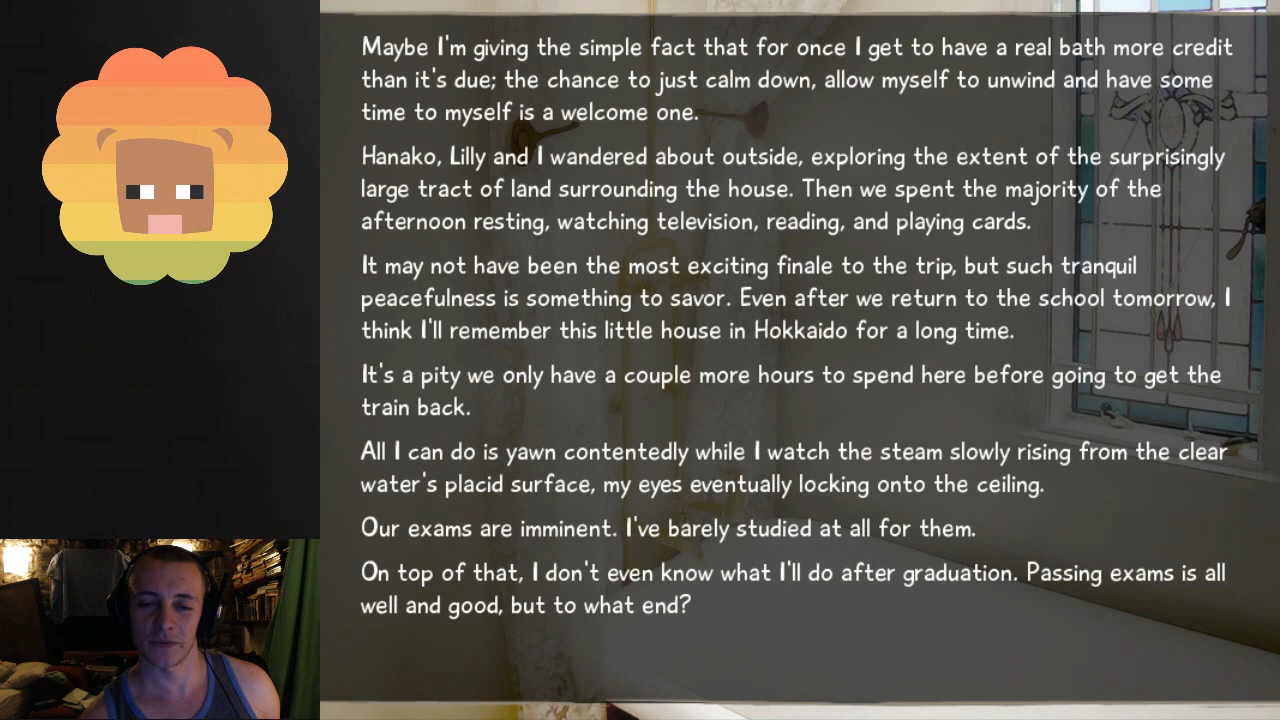 Maybe I'm giving the simple fact that for once I get to have a real bath more credit
than it's due; the chance to just calm down, allow myself to unwind and have some
time to myself is a welcome one.
Hanako, Lilly and I wandered about outside, exploring the extent of the surprisingly
large tract of land surrounding the house. Then we spent the majority of the
afternoon resting, watching television, reading, and playing cards.
It may not have been the most exciting finale to the trip, but such tranquil
peacefulness is something to savor. Even after we return to the school tomorrow, I
think I'll remember this little house in Hokkaido for a long time.
It's a pity we only have a couple more hours to spend here before going to get the
train back.
All I can do is yawn contentedly while I watch the steam slowly rising from the clear
water's placid surface, my eyes eventually locking onto the ceiling.
Our exams are imminent. I've barely studied at all for them.
On top of that, I don't even know what I'll do after graduation. Passing exams is all
well and good, but to what end?